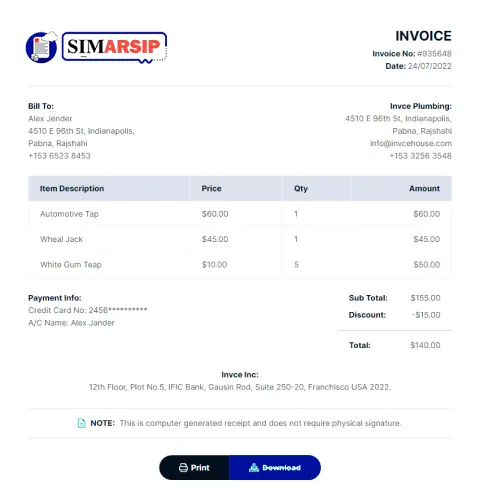 SIMARSIP
INVOICE
Invoice No: #935648
Date: 24/07/2022
Bill To:
Alex Jender
4510 E 96th St, Indianapolis,
Pabna, Rajshahi
+153 6523 8453
Invce Plumbing:
4510 E 96th St, Indianapolis,
Pabna, Rajshahi
info@invcehouse.com
+153 3256 3548
Item Description Price Qty Amount
Automotive Tap $60.00 1 $60.00
Wheal Jack $45.00 1 $45.00
White Gum Teap $10.00 5 $50.00
Payment Info:
Credit Card No: 2456**********
A/C Name: Alex Jander
Sub Total: $155.00
Discount: -$15.00
Total: $140.00
Invce Inc:
12th Floor, Plot No.5, IFIC Bank, Gausin Rod, Suite 250-20, Franchisco USA 2022.
NOTE: This is computer generated receipt and does not require physical signature.
Print
Download